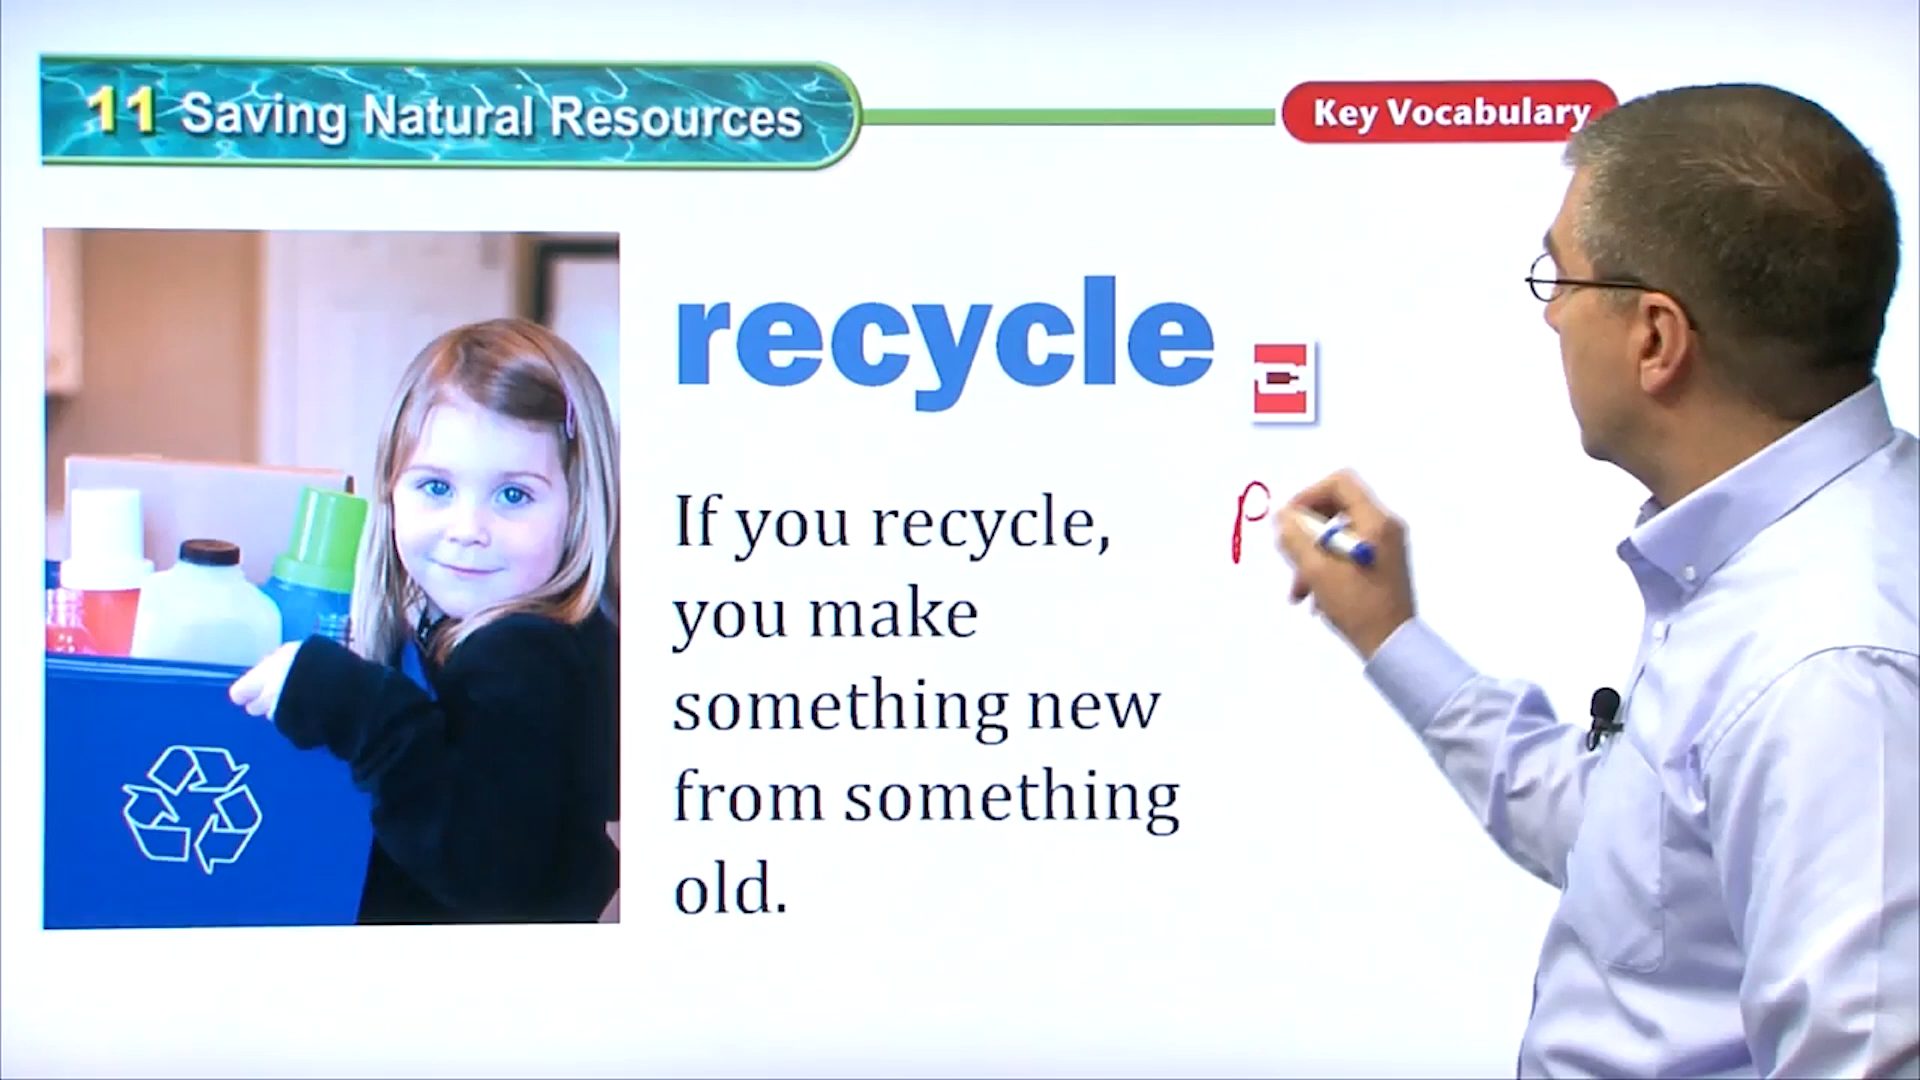 11 Saving Natural Resources
Key Vocabulary
recycle
If you recycle,
you make
something new
from something
old.
P